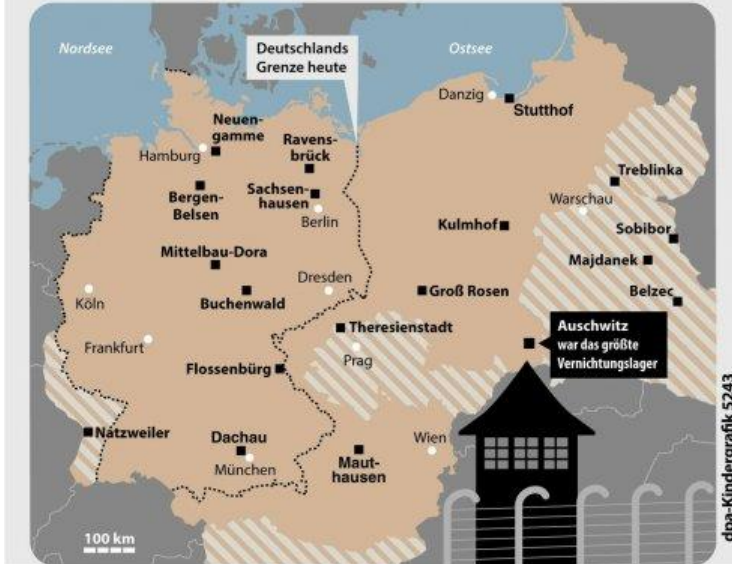 Nordsee
Deutschlands
Grenze heute
Ostsee
Danzig
Stutthof
Neuen-
gamme
Hamburg
Ravens-
brück
Bergen-
Belsen
Sachsen-
hausen
Berlin
Treblinka
Warschau
Kulmhof
Sobibor
Mittelbau-Dora
Majdanek
Köln
Buchenwald
Dresden
Groß Rosen
Belzec
Theresienstadt
Auschwitz
war das größte
Vernichtungslager
Frankfurt
Prag
Flossenbürg
Natzweiler
Dachau
München
Maut-
hausen
Wien
100 km
dpa-Kindergrafik 5243